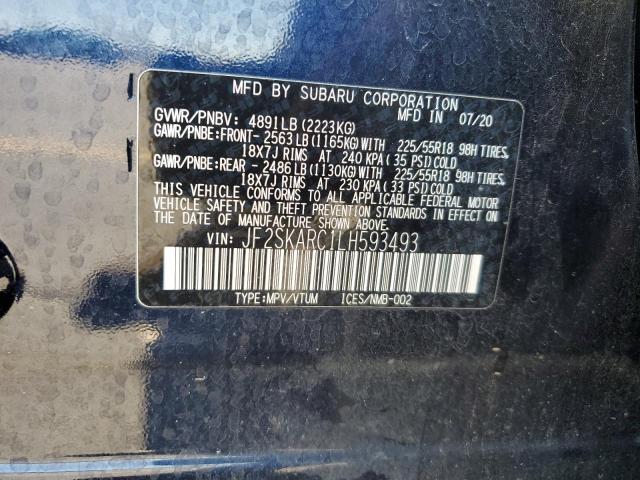 MFD BY SUBARU CORPORATION
MFD IN 07/20
GVWR/PNBV: 4891LB (2223KG)
GAWR/PNBE:FRONT- 2563LB (1165KG)WITH 225/55R18 98H TIRES,
18X7J RIMS AT 240 KPA (35 PSI)COLD
GAWR/PNBE:REAR - 2486LB (1130KG)WITH 225/55R18 98H TIRES,
18X7J RIMS AT 230 KPA (33 PSI)COLD
THIS VEHICLE CONFORMS TO ALL APPLICABLE FEDERAL MOTOR
VEHICLE SAFETY AND THEFT PREVENTION STANDARDS IN EFFECT ON
THE DATE OF MANUFACTURE SHOWN ABOVE.
VIN: JF2SKARC1LH593493
TYPE:MPV/VTUM ICES/NMB-002